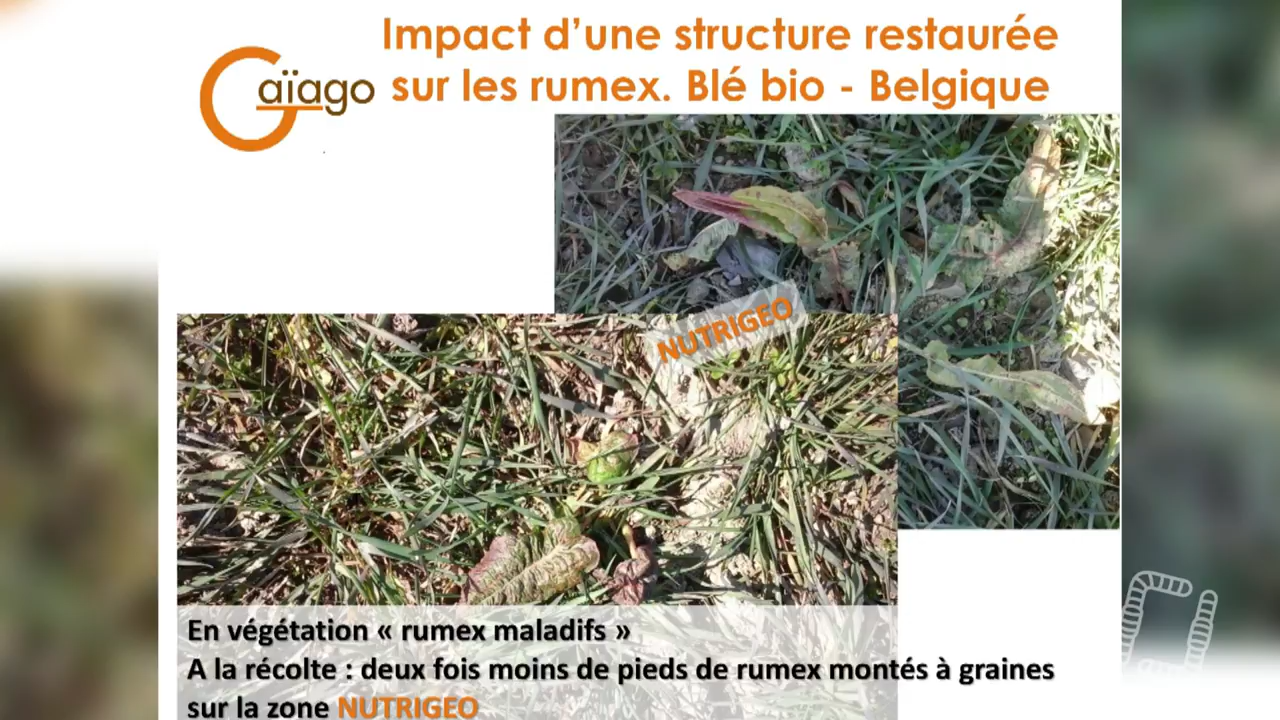 Impact d’une structure restaurée
Gaïago
sur les rumex. Blé bio - Belgique
NUTRIGEO
En végétation « rumex maladifs »
A la récolte : deux fois moins de pieds de rumex montés à graines
sur la zone NUTRIGEO